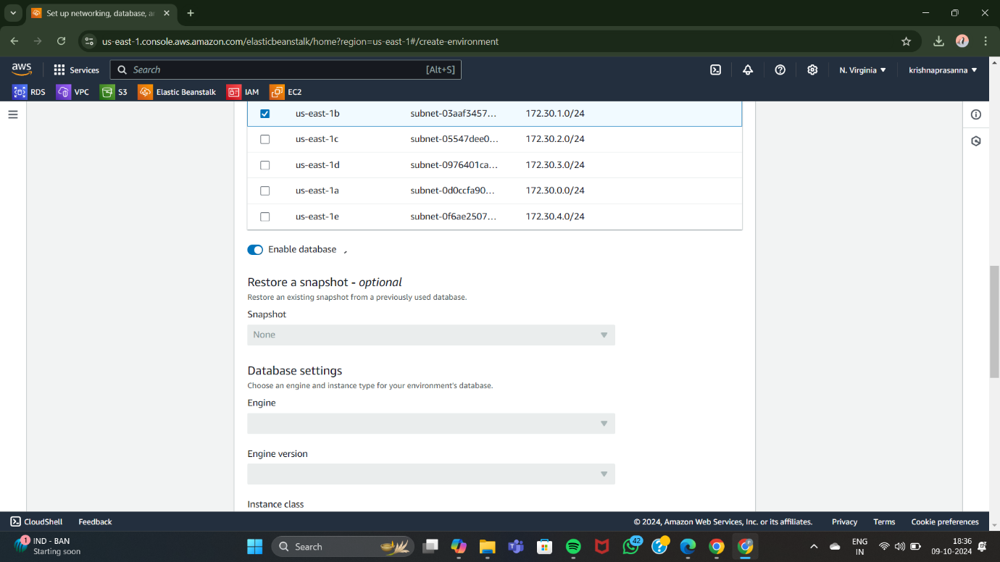 Set up networking, database, ar
us-east-1.console.aws.amazon.com/elasticbeanstalk/home?region=us-east-1#/create-environment
aws
Services
Search
[Alt+S]
N. Virginia
krishnaprasanna
RDS
VPC
S3
Elastic Beanstalk
IAM
EC2
us-east-1b subnet-03aaf3457... 172.30.1.0/24
us-east-1c subnet-05547dee0... 172.30.2.0/24
us-east-1d subnet-0976401ca... 172.30.3.0/24
us-east-1a subnet-0d0ccfa90... 172.30.0.0/24
us-east-1e subnet-0f6ae2507... 172.30.4.0/24
Enable database
Restore a snapshot - optional
Restore an existing snapshot from a previously used database.
Snapshot
None
Database settings
Choose an engine and instance type for your environment's database.
Engine
Engine version
Instance class
CloudShell
Feedback
© 2024, Amazon Web Services, Inc. or its affiliates.
Privacy
Terms
Cookie preferences
1
IND - BAN
Starting soon
Search
42
ENG
IN
18:36
09-10-2024